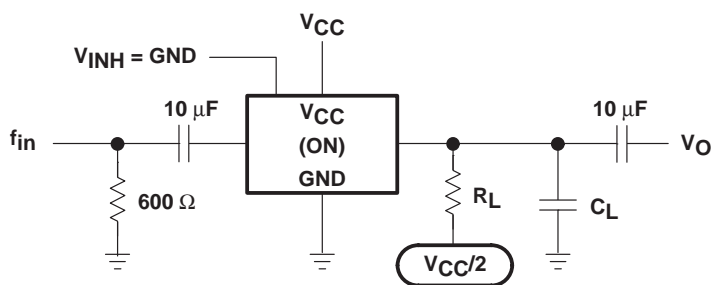 VCC
VINH = GND
10 μF
VCC
10 μF
fin
(ON)
VO
GND
600 Ω
RL
CL
VCC/2